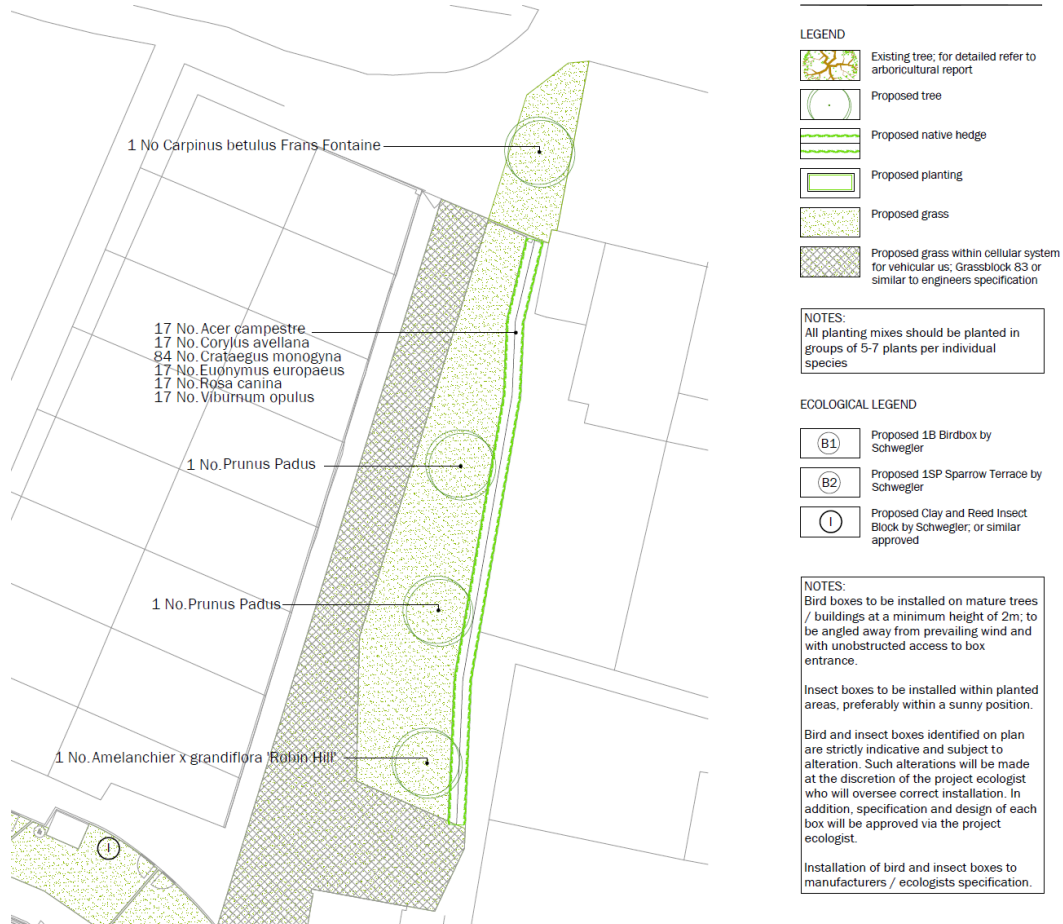 1 No Carpinus betulus Frans Fontaine
17 No. Acer campestre
17 No. Corylus avellana
84 No. Crataegus monogyna
17 No. Euonymus europaeus
17 No. Rosa canina
17 No. Viburnum opulus
1 No. Prunus Padus
1 No. Prunus Padus
1 No. Amelanchier x grandiflora 'Robin Hill'
I
LEGEND
Existing tree; for detailed refer to
arboricultural report
Proposed tree
Proposed native hedge
Proposed planting
Proposed grass
Proposed grass within cellular system
for vehicular us; Grassblock 83 or
similar to engineers specification
NOTES:
All planting mixes should be planted in
groups of 5-7 plants per individual
species
ECOLOGICAL LEGEND
B1
Proposed 1B Birdbox by
Schwegler
B2
Proposed 1SP Sparrow Terrace by
Schwegler
I
Proposed Clay and Reed Insect
Block by Schwegler; or similar
approved
NOTES:
Bird boxes to be installed on mature trees
/ buildings at a minimum height of 2m; to
be angled away from prevailing wind and
with unobstructed access to box
entrance.
Insect boxes to be installed within planted
areas, preferably within a sunny position.
Bird and insect boxes identified on plan
are strictly indicative and subject to
alteration. Such alterations will be made
at the discretion of the project ecologist
who will oversee correct installation. In
addition, specification and design of each
box will be approved via the project
ecologist.
Installation of bird and insect boxes to
manufacturers / ecologists specification.